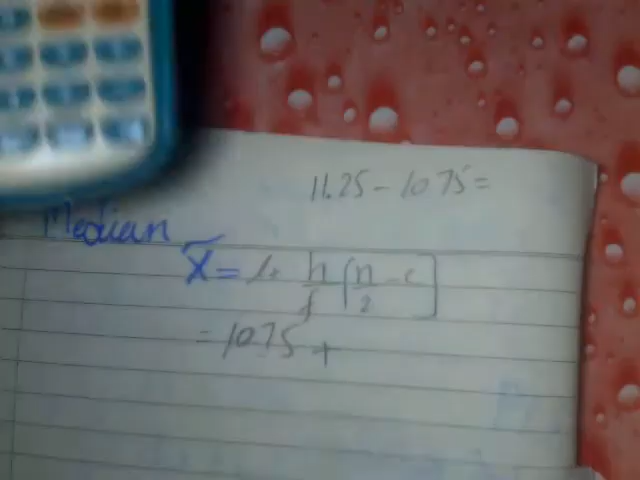 11.25 - 10.75 =
Median
x̃ = l + h/f [n/2 - c]
= 10.75 +